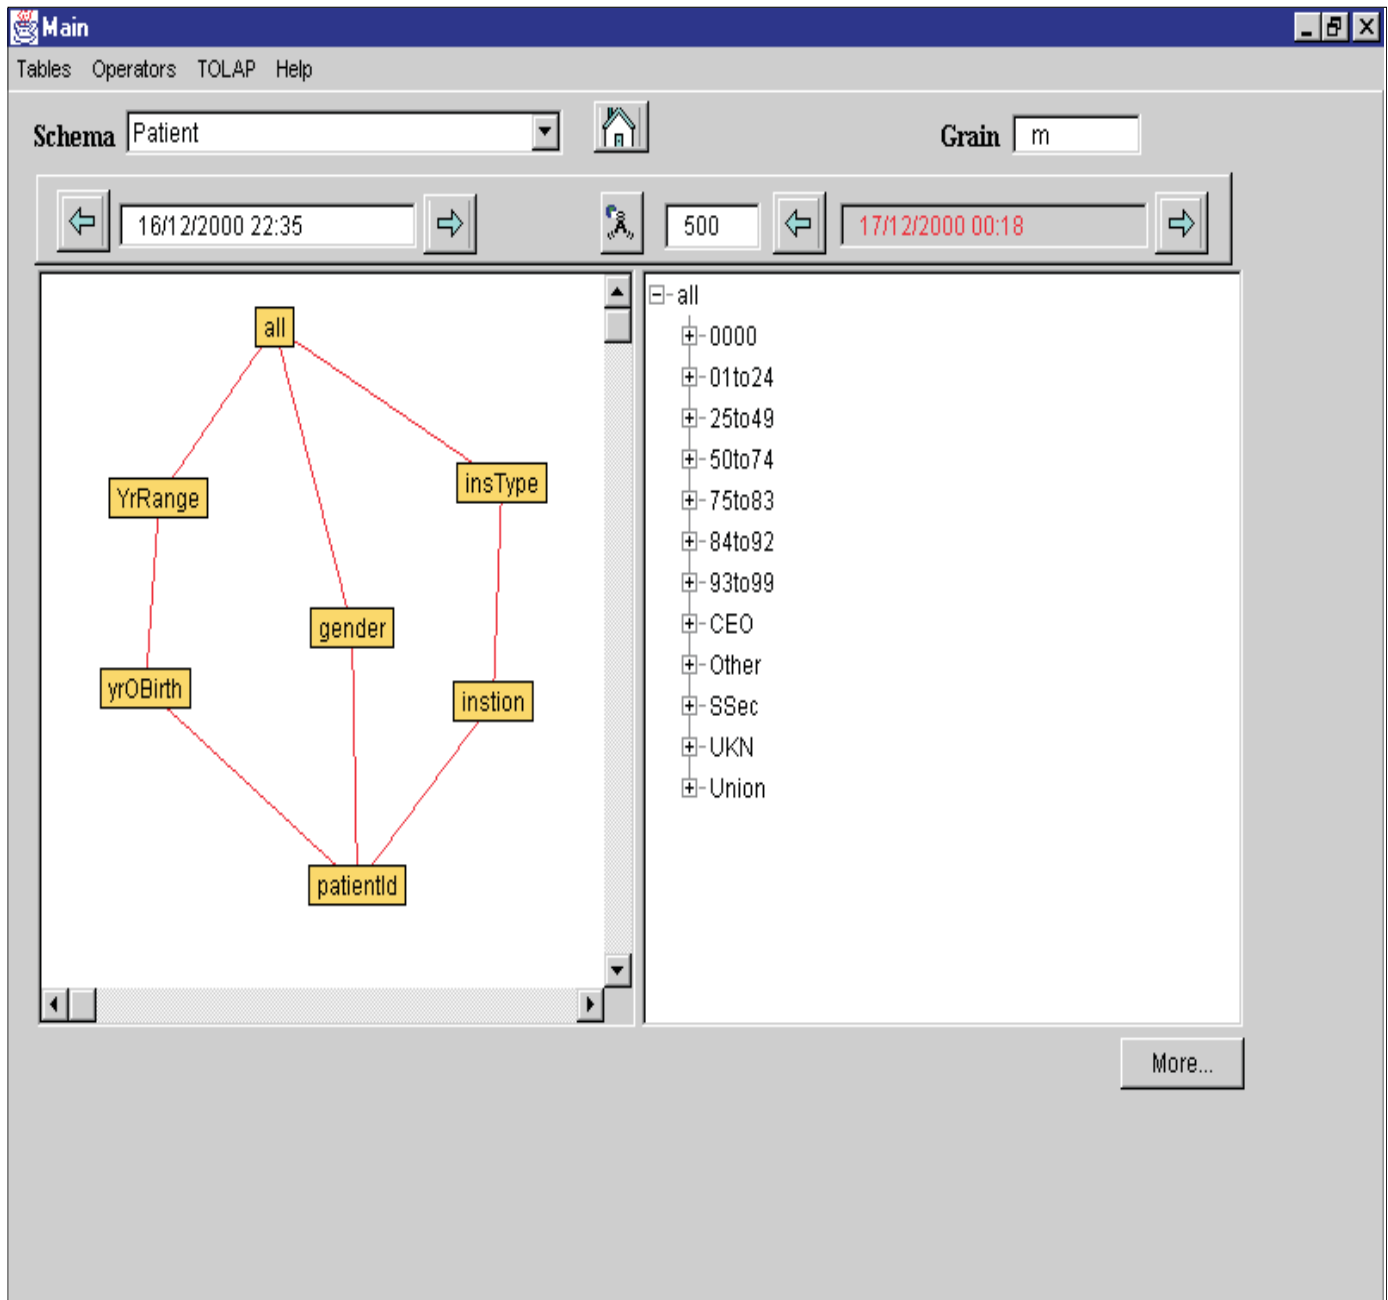 Main
Tables Operators TOLAP Help
Schema Patient Grain m
16/12/2000 22:35 500 17/12/2000 00:18
all
YrRange
insType
gender
yrOBirth
instion
patientId
all
0000
01to24
25to49
50to74
75to83
84to92
93to99
CEO
Other
SSec
UKN
Union
More...